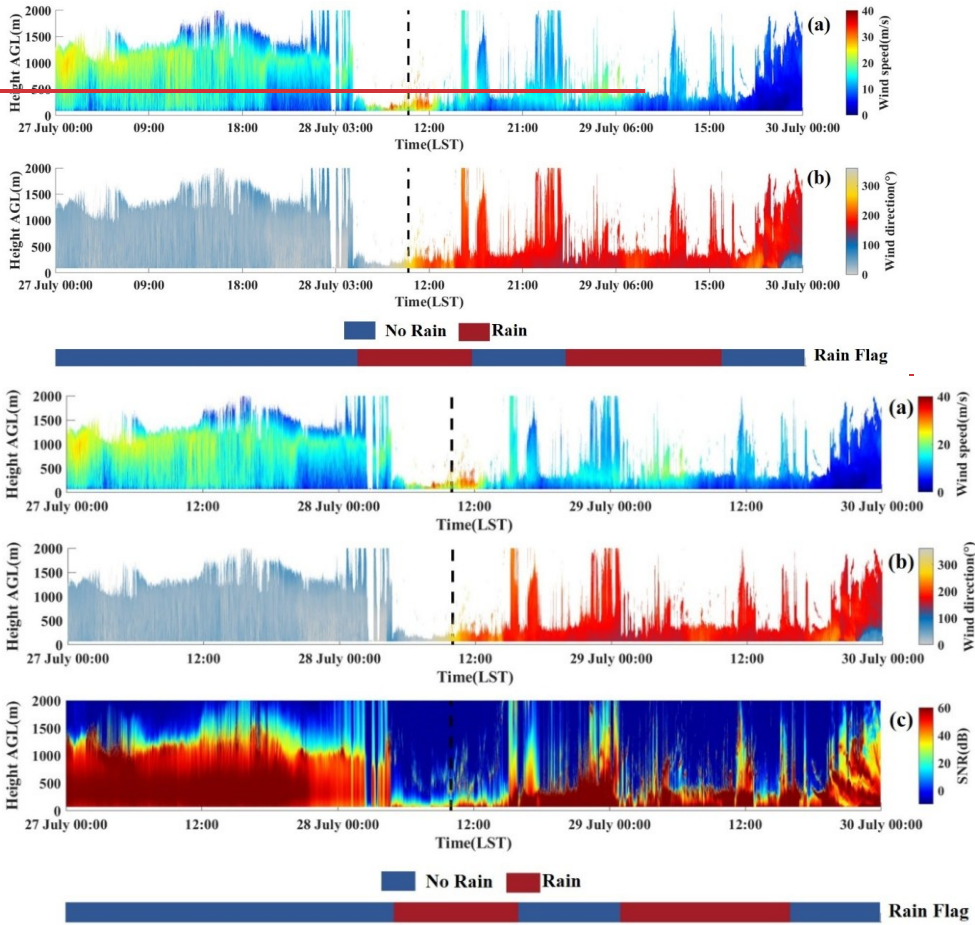 2000
(a)
40
1500
30
1000
20
500
10
0
0
Height AGL(m)
Wind speed(m/s)
27 July 00:00 09:00 18:00 28 July 03:00 12:00 21:00 29 July 06:00 15:00 30 July 00:00
Time(LST)
2000
(b)
1500
300
1000
200
500
100
0
0
Height AGL(m)
Wind direction(°)
27 July 00:00 09:00 18:00 28 July 03:00 12:00 21:00 29 July 06:00 15:00 30 July 00:00
Time(LST)
No Rain Rain
Rain Flag
2000
(a)
40
1500
1000
20
500
0
0
Height AGL(m)
Wind speed(m/s)
27 July 00:00 12:00 28 July 00:00 12:00 29 July 00:00 12:00 30 July 00:00
Time(LST)
2000
(b)
1500
300
1000
200
500
100
0
0
Height AGL(m)
Wind direction(°)
27 July 00:00 12:00 28 July 00:00 12:00 29 July 00:00 12:00 30 July 00:00
Time(LST)
2000
(c)
60
1500
40
1000
20
500
0
0
Height AGL(m)
SNR(dB)
27 July 00:00 12:00 28 July 00:00 12:00 29 July 00:00 12:00 30 July 00:00
Time(LST)
No Rain Rain
Rain Flag